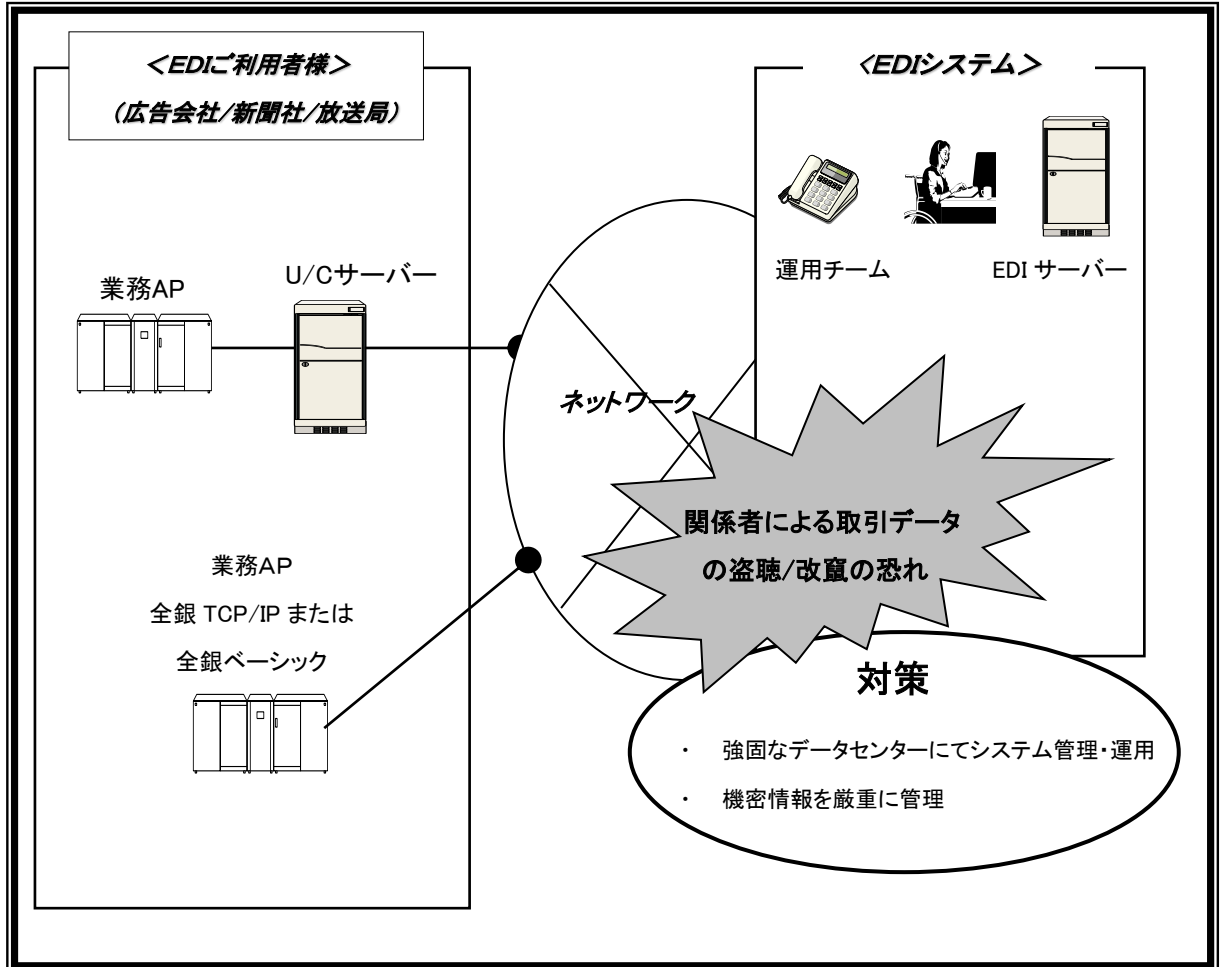 <EDIご利用者様>
（広告会社/新聞社/放送局）
<EDIシステム>
運用チーム
EDI サーバー
業務AP
U/Cサーバー
ネットワーク
関係者による取引データ
の盗聴/改竄の恐れ
業務AP
全銀 TCP/IP または
全銀ベーシック
対策
・ 強固なデータセンターにてシステム管理・運用
・ 機密情報を厳重に管理